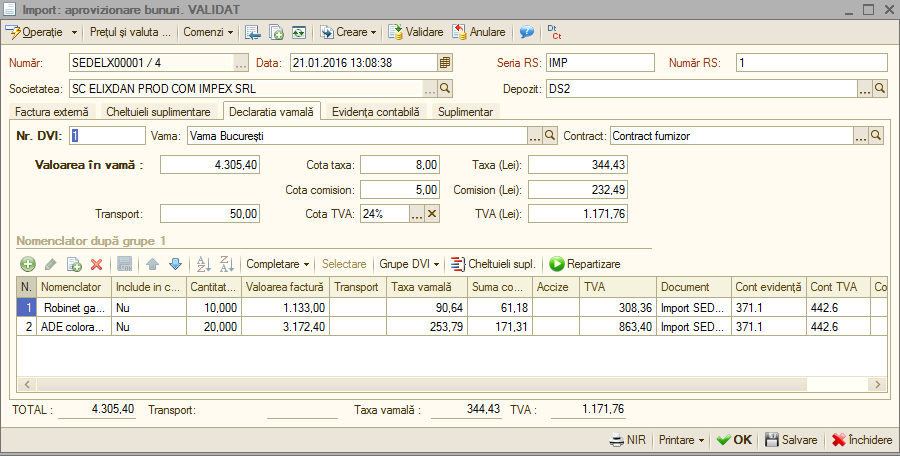 Import: aprovizionare bunuri. VALIDAT
Operație Prețul și valuta ... Comenzi Creare Validare Anulare Dt Ct
Număr: SEDELX00001 / 4 ... Data: 21.01.2016 13:08:38 Seria RS: IMP Număr RS: 1
Societatea: SC ELIXDAN PROD COM IMPEX SRL ... Depozit: DS2 ...
Factura externă Cheltuieli suplimentare Declaratia vamală Evidența contabilă Suplimentar
Nr. DVI: 1 Vama: Vama București ... Contract: Contract furnizor ...
Valoarea în vamă : 4.305,40 Cota taxa: 8,00 Taxa (Lei): 344,43
Cota comision: 5,00 Comision (Lei): 232,49
Transport: 50,00 Cota TVA: 24% ... TVA (Lei): 1.171,76
Nomenclator după grupe 1
Completare Selectare Grupe DVI Cheltuieli supl. Repartizare
N. Nomenclator Include in c... Cantitat... Valoarea factură Transport Taxa vamală Suma co... Accize TVA Document Cont evidență Cont TVA Co
1 Robinet ga... Nu 10,000 1.133,00 90,64 61,18 308,36 Import SED... 371.1 442.6
2 ADE colora... Nu 20,000 3.172,40 253,79 171,31 863,40 Import SED... 371.1 442.6
TOTAL : 4.305,40 Transport: Taxa vamală : 344,43 TVA : 1.171,76
NIR Printare OK Salvare Închidere